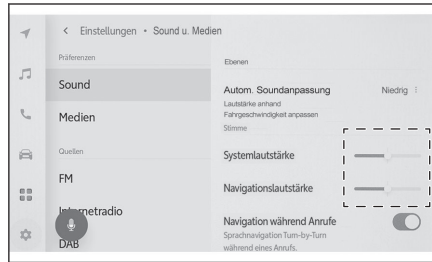 Einstellungen • Sound u. Medien
Präferenzen
Sound
Medien
Quellen
FM
Internetradio
DAB
Ebenen
Autom. Soundanpassung Niedrig
Lautstärke anhand
Fahrgeschwindigkeit anpassen
Stimme
Systemlautstärke
Navigationslautstärke
Navigation während Anrufe
Sprachnavigation Turn-by-Turn
während eines Anrufs.